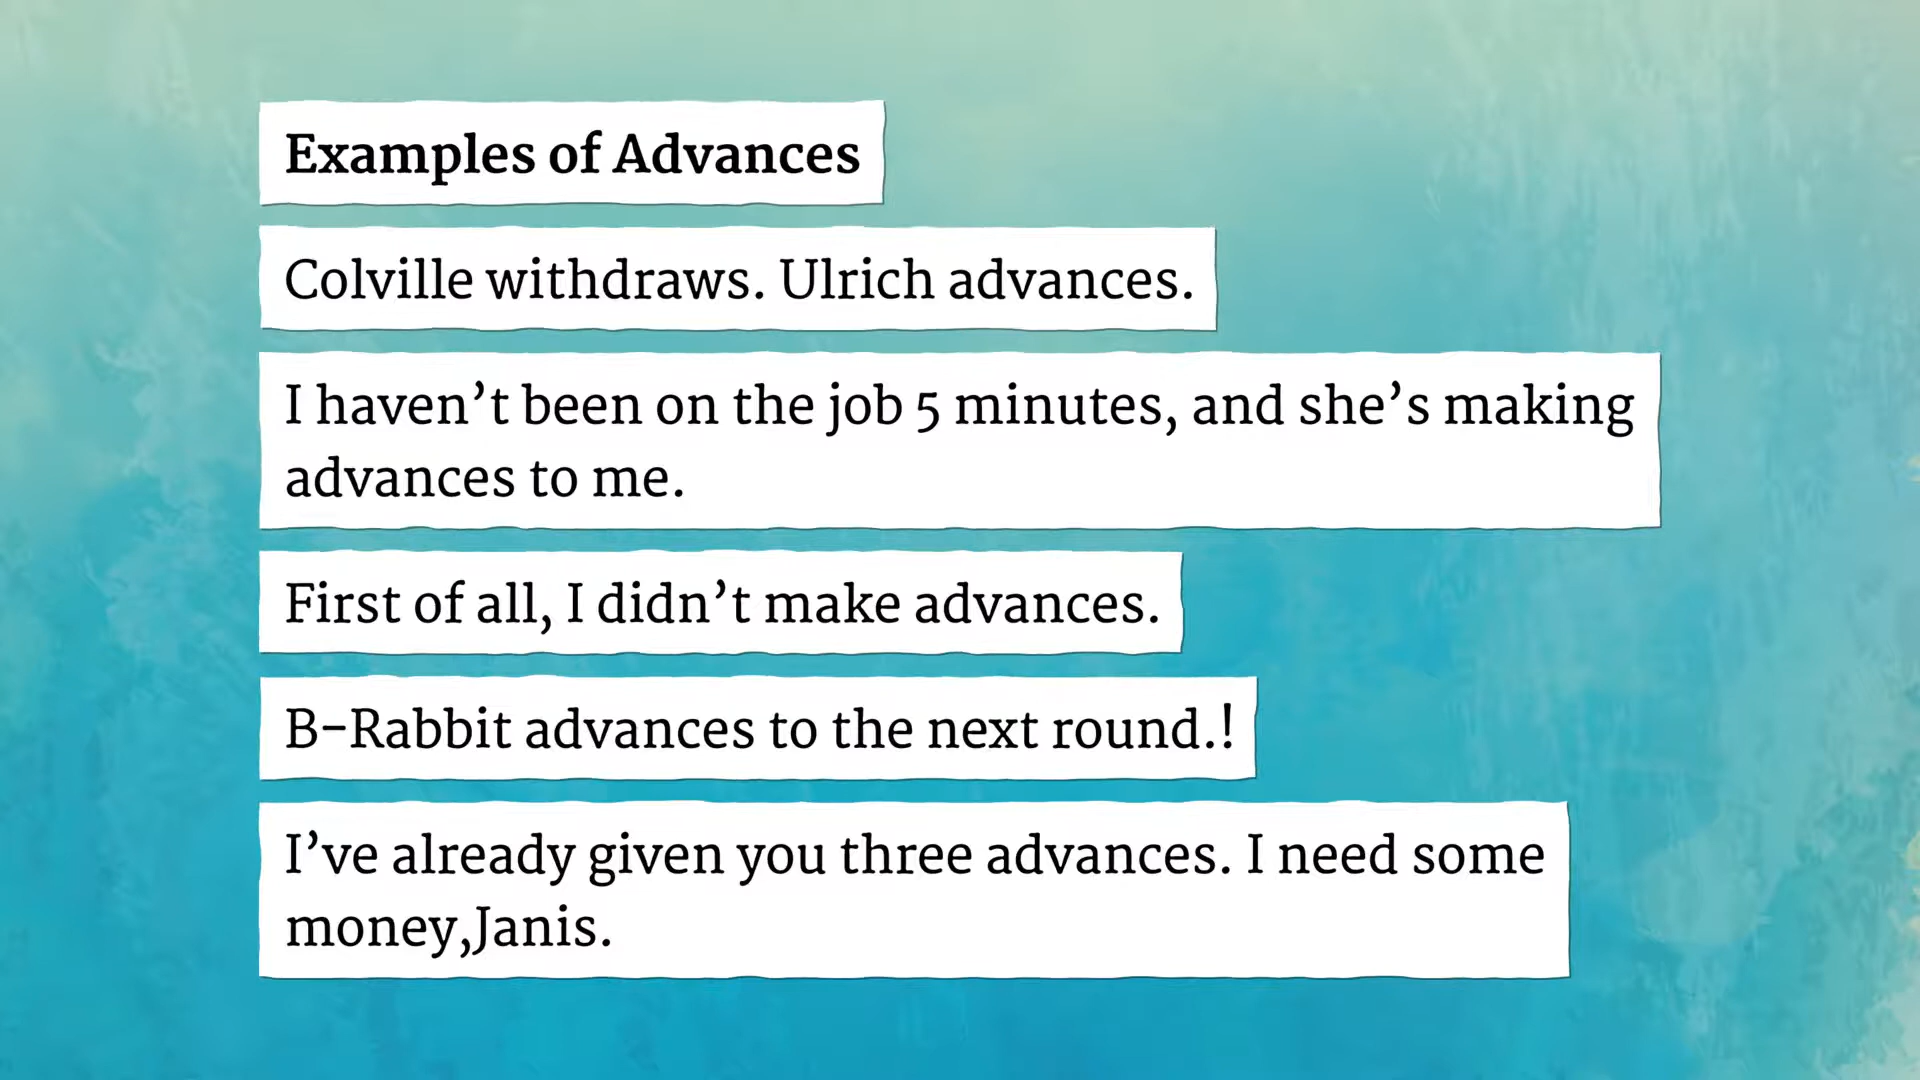 Examples of Advances
Colville withdraws. Ulrich advances.
I haven’t been on the job 5 minutes, and she’s making
advances to me.
First of all, I didn’t make advances.
B-Rabbit advances to the next round.!
I’ve already given you three advances. I need some
money,Janis.